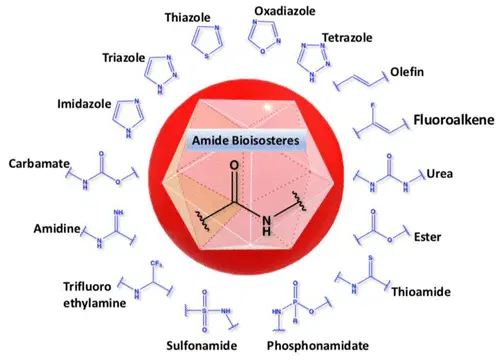 Thiazole
Oxadiazole
Triazole
Tetrazole
Imidazole
Olefin
Fluoroalkene
Amide Bioisosteres
Carbamate
Urea
Amidine
Ester
Trifluoro
ethylamine
Thioamide
Sulfonamide
Phosphonamidate